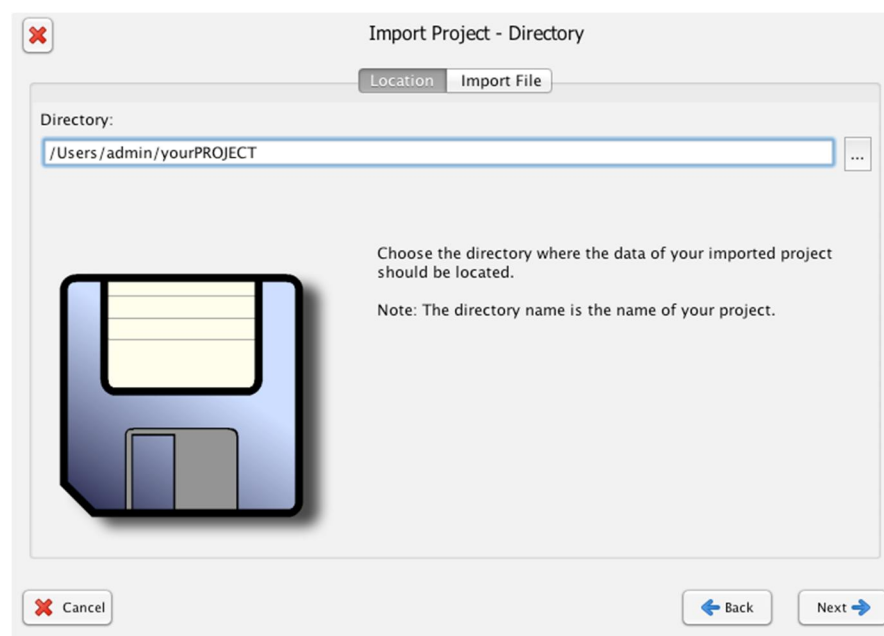 Import Project - Directory
Location Import File
Directory:
/Users/admin/yourPROJECT ...
Choose the directory where the data of your imported project
should be located.
Note: The directory name is the name of your project.
Cancel Back Next